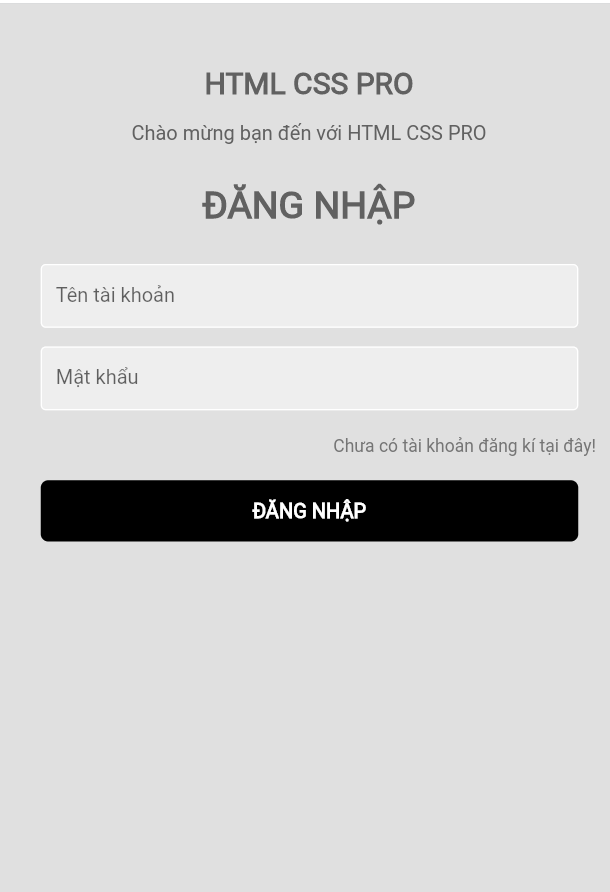 HTML CSS PRO
Chào mừng bạn đến với HTML CSS PRO
ĐĂNG NHẬP
Tên tài khoản
Mật khẩu
Chưa có tài khoản đăng kí tại đây!
ĐĂNG NHẬP